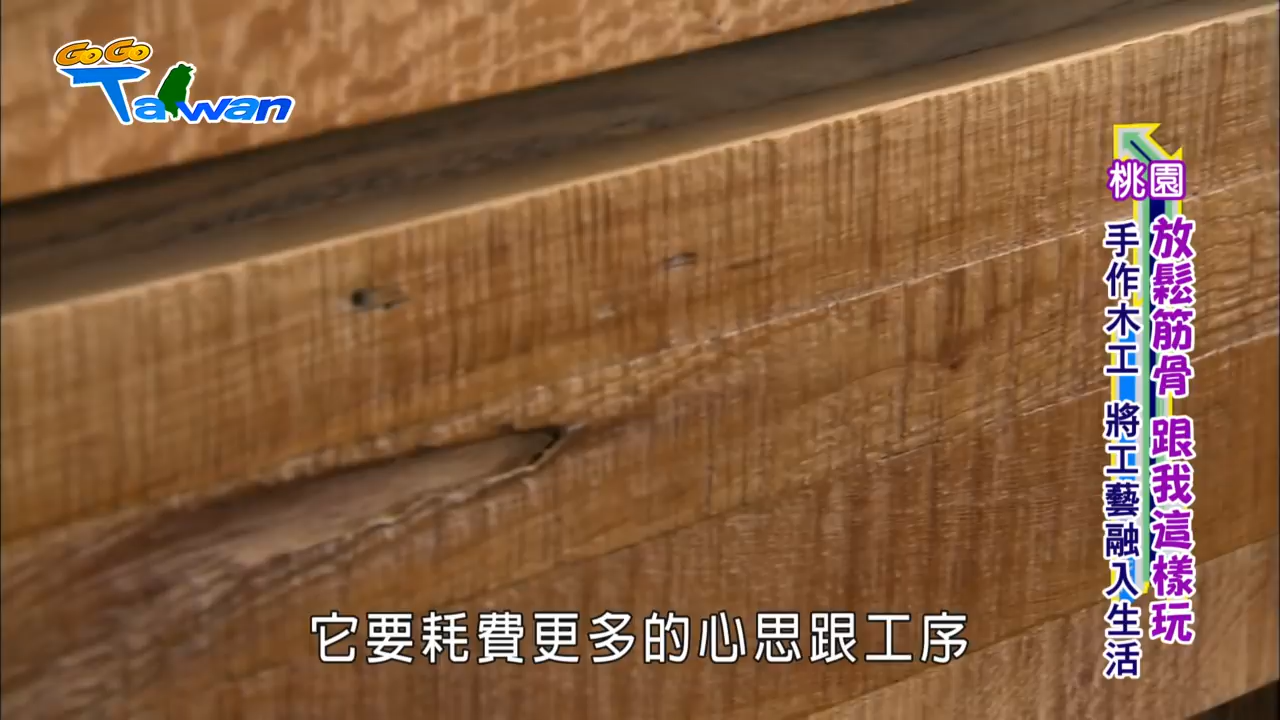 GoGo
Taiwan
桃園
放鬆筋骨 跟我這樣玩
手作木工 將工藝融入生活
它要耗費更多的心思跟工序